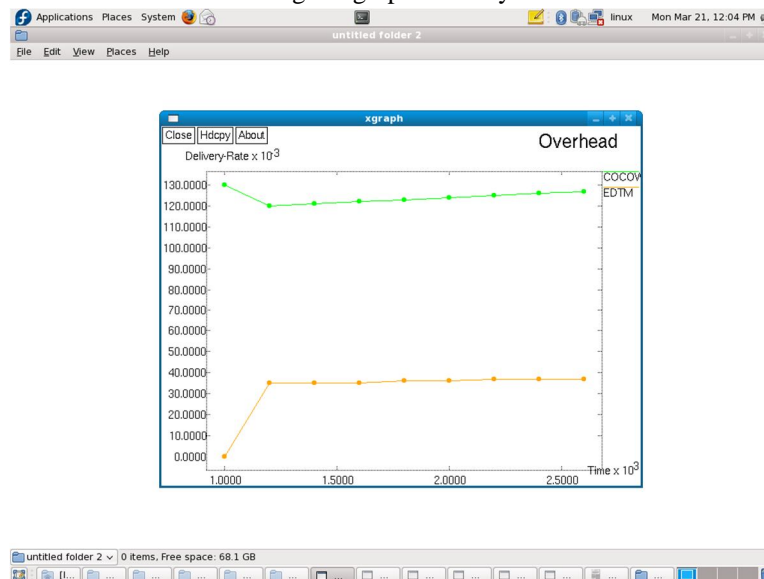 Applications Places System linux Mon Mar 21, 12:04 PM
untitled folder 2
File Edit View Places Help
xgraph
Close Hdcpy About
Overhead
Delivery-Rate x 10-3
COCOW
EDTM
130.0000
120.0000
110.0000
100.0000
90.0000
80.0000
70.0000
60.0000
50.0000
40.0000
30.0000
20.0000
10.0000
0.0000
Time x 103
1.0000 1.5000 2.0000 2.5000
untitled folder 2 0 items, Free space: 68.1 GB